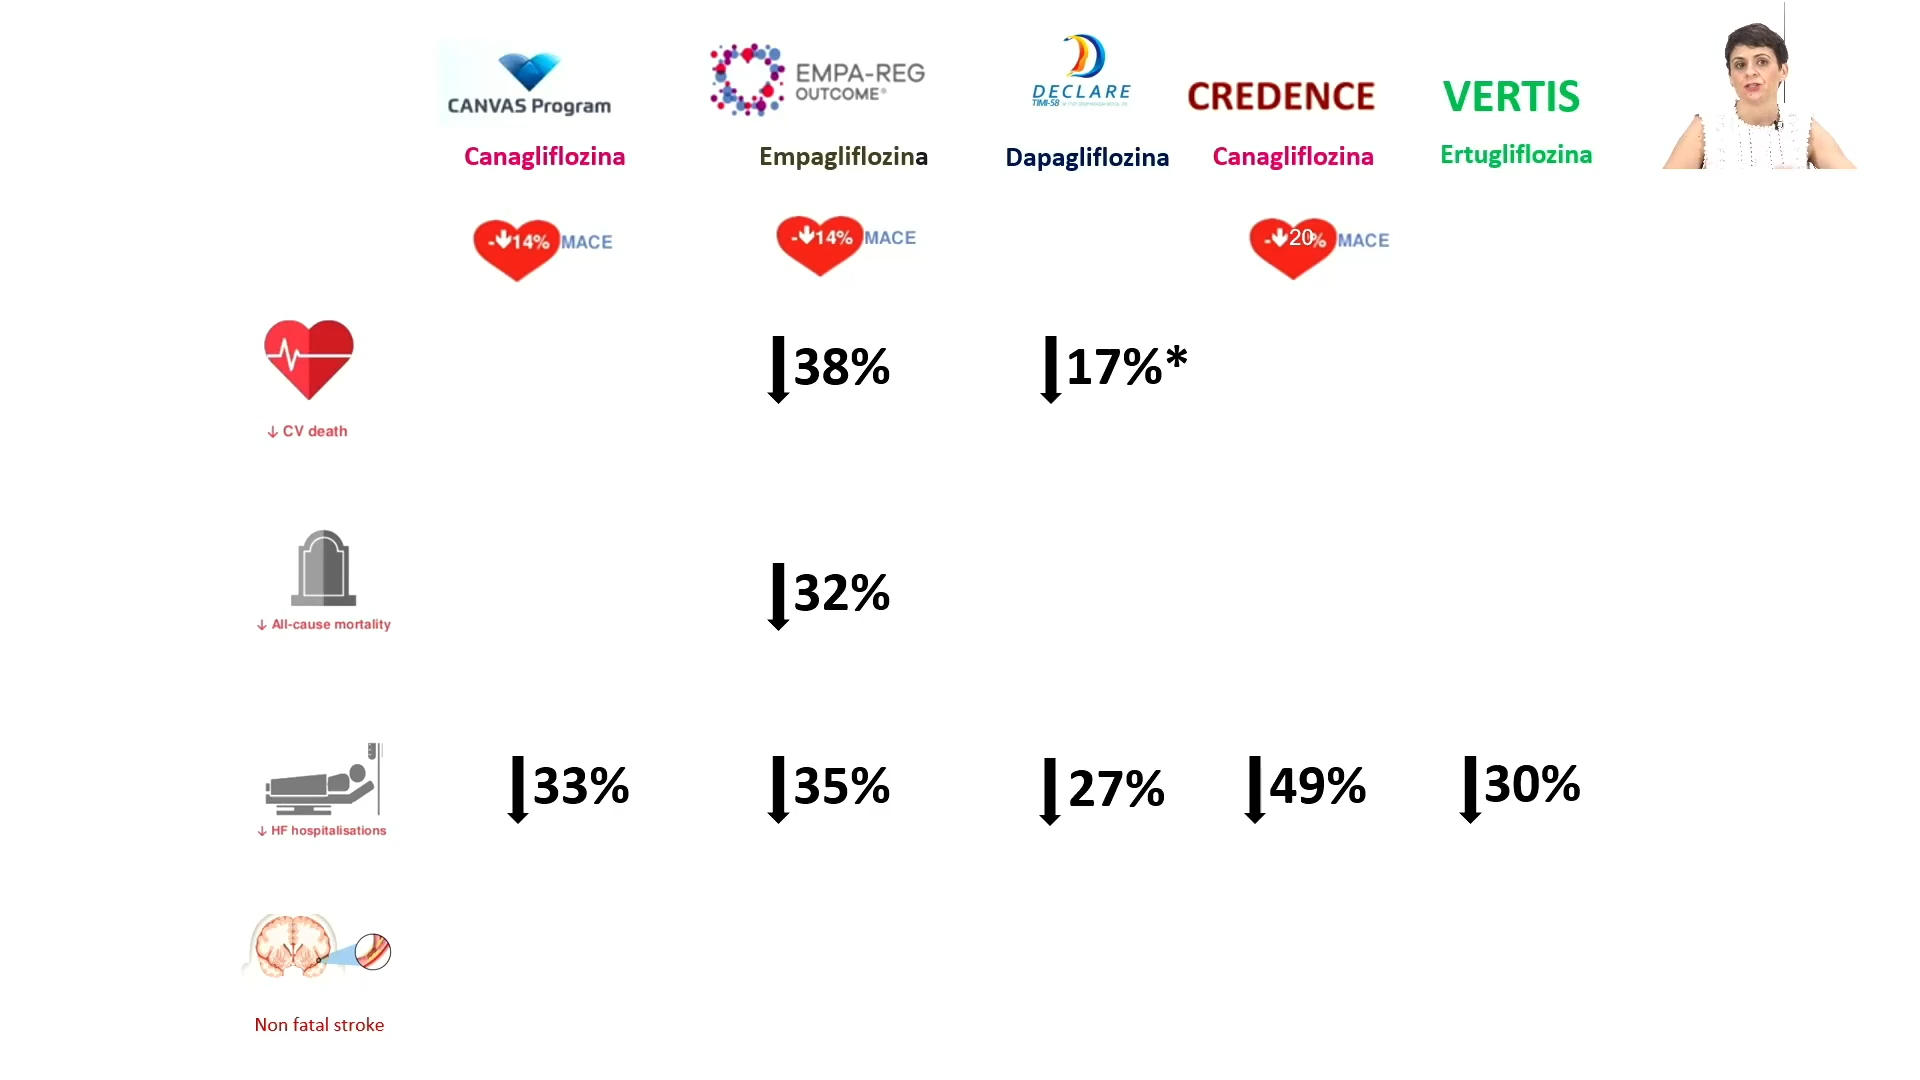 CANVAS Program
EMPA-REG
OUTCOME®
DECLARE
TIMI-58
CREDENCE
VERTIS
Canagliflozina
Empagliflozina
Dapagliflozina
Canagliflozina
Ertugliflozina
-14% MACE
-14% MACE
-20% MACE
38%
17%*
↓ CV death
32%
↓ All-cause mortality
33%
35%
27%
49%
30%
↓ HF hospitalisations
Non fatal stroke